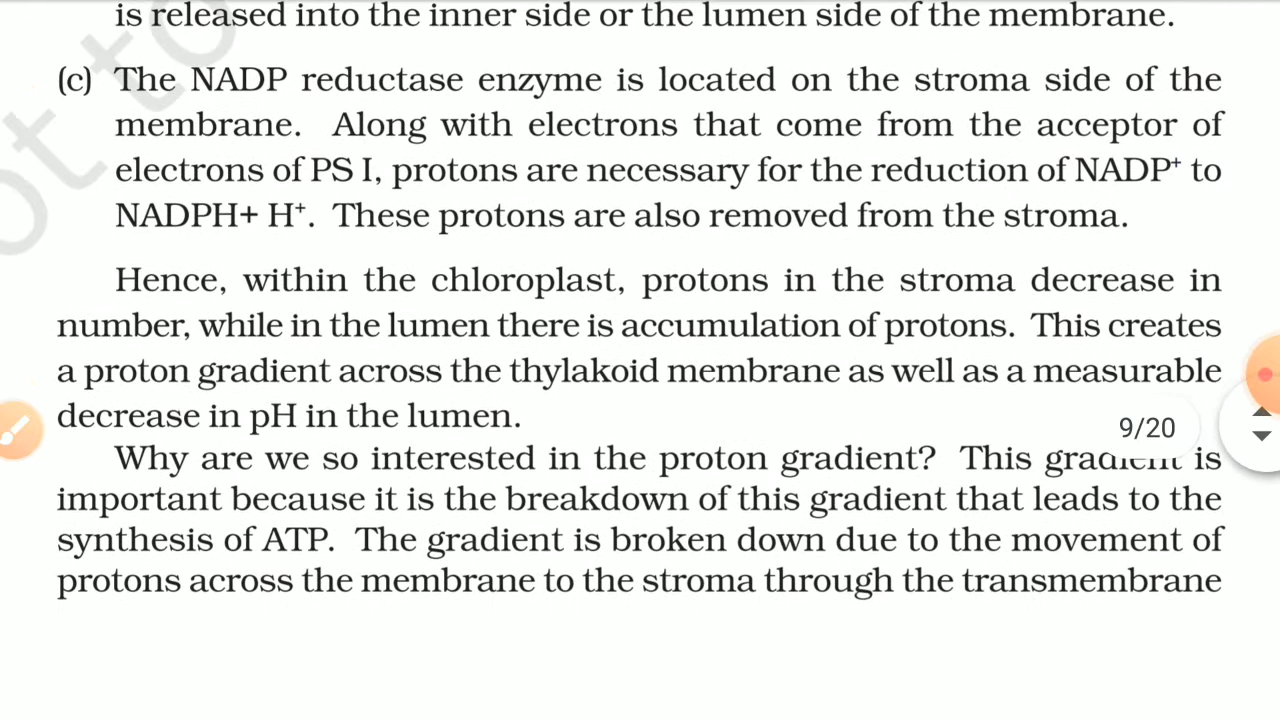 is released into the inner side or the lumen side of the membrane.
(c) The NADP reductase enzyme is located on the stroma side of the
membrane. Along with electrons that come from the acceptor of
electrons of PS I, protons are necessary for the reduction of NADP⁺ to
NADPH+ H⁺. These protons are also removed from the stroma.
Hence, within the chloroplast, protons in the stroma decrease in
number, while in the lumen there is accumulation of protons. This creates
a proton gradient across the thylakoid membrane as well as a measurable
decrease in pH in the lumen.
9/20
Why are we so interested in the proton gradient? This gradient is
important because it is the breakdown of this gradient that leads to the
synthesis of ATP. The gradient is broken down due to the movement of
protons across the membrane to the stroma through the transmembrane
ot to